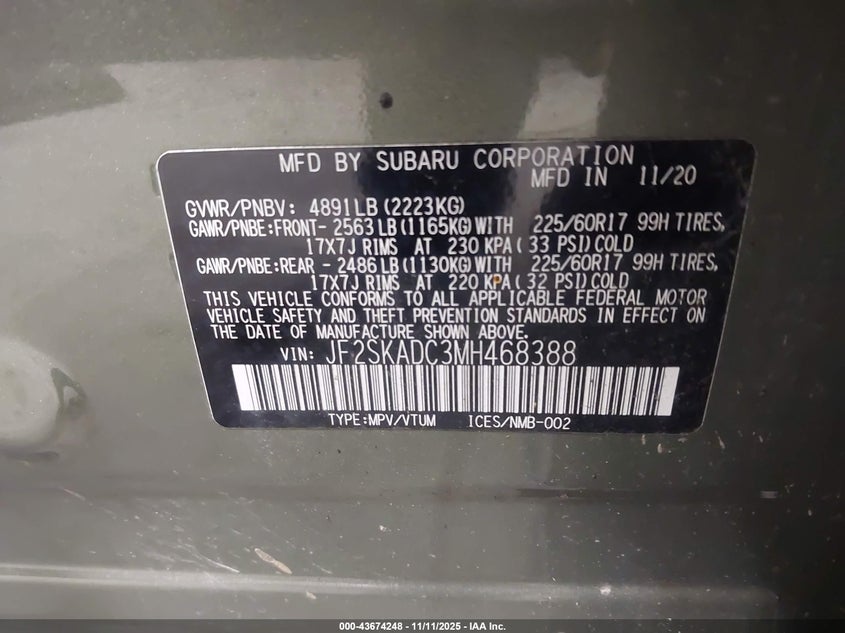 MFD BY SUBARU CORPORATION
MFD IN 11/20
GVWR/PNBV: 4891LB (2223KG)
GAWR/PNBE:FRONT- 2563 LB (1165KG) WITH 225/60R17 99H TIRES,
17X7J RIMS AT 230 KPA ( 33 PSI) COLD
GAWR/PNBE:REAR - 2486 LB (1130KG) WITH 225/60R17 99H TIRES,
17X7J RIMS AT 220 KPA ( 32 PSI) COLD
THIS VEHICLE CONFORMS TO ALL APPLICABLE FEDERAL MOTOR
VEHICLE SAFETY AND THEFT PREVENTION STANDARDS IN EFFECT ON
THE DATE OF MANUFACTURE SHOWN ABOVE.
VIN: JF2SKADC3MH468388
TYPE:MPV/VTUM ICES/NMB-002
000-43674248 - 11/11/2025 - IAA Inc.